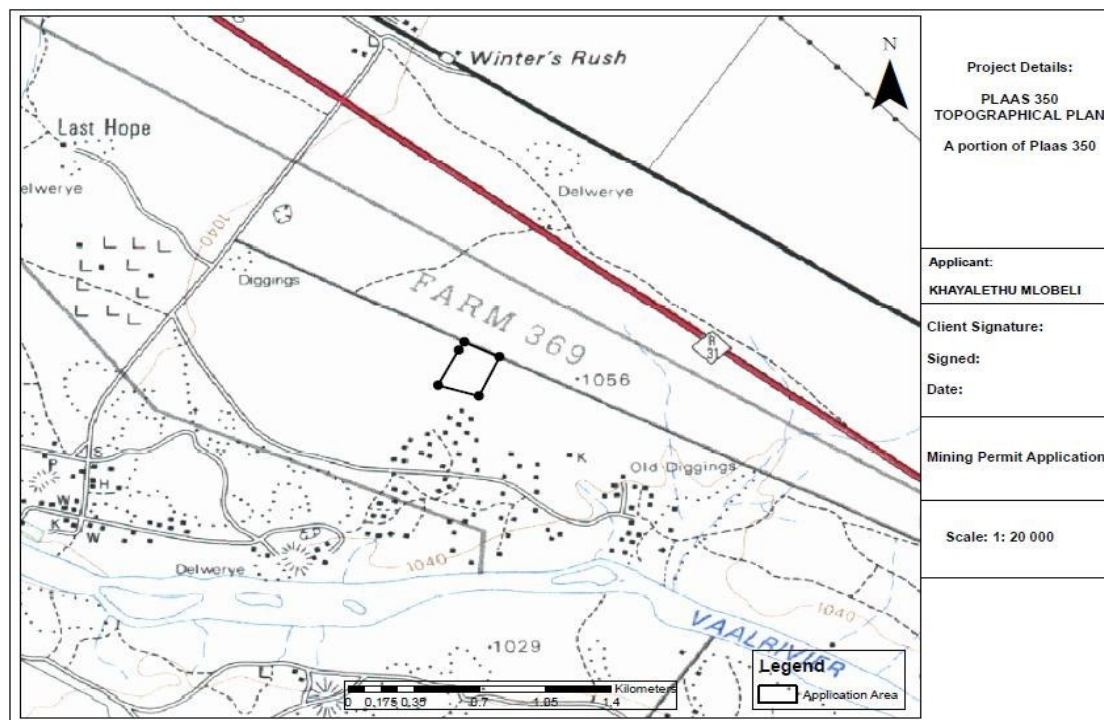 G
Winter's Rush
N
L
Last Hope
elwerye
Delwerye
1040
L L L
L L
L L
L L
Diggings
FARM 369
R
31
1056
K
Old Diggings
S
P
H
W
K
W
Delwerye
1040
1040
VAALRIVIER
1029
L
Kilometers
0 0,175 0,35 0,7 1,05 1,4
Legend
Application Area
Project Details:
PLAAS 350
TOPOGRAPHICAL PLAN
A portion of Plaas 350
Applicant:
KHAYALETHU MLOBELI
Client Signature:
Signed:
Date:
Mining Permit Application
Scale: 1: 20 000